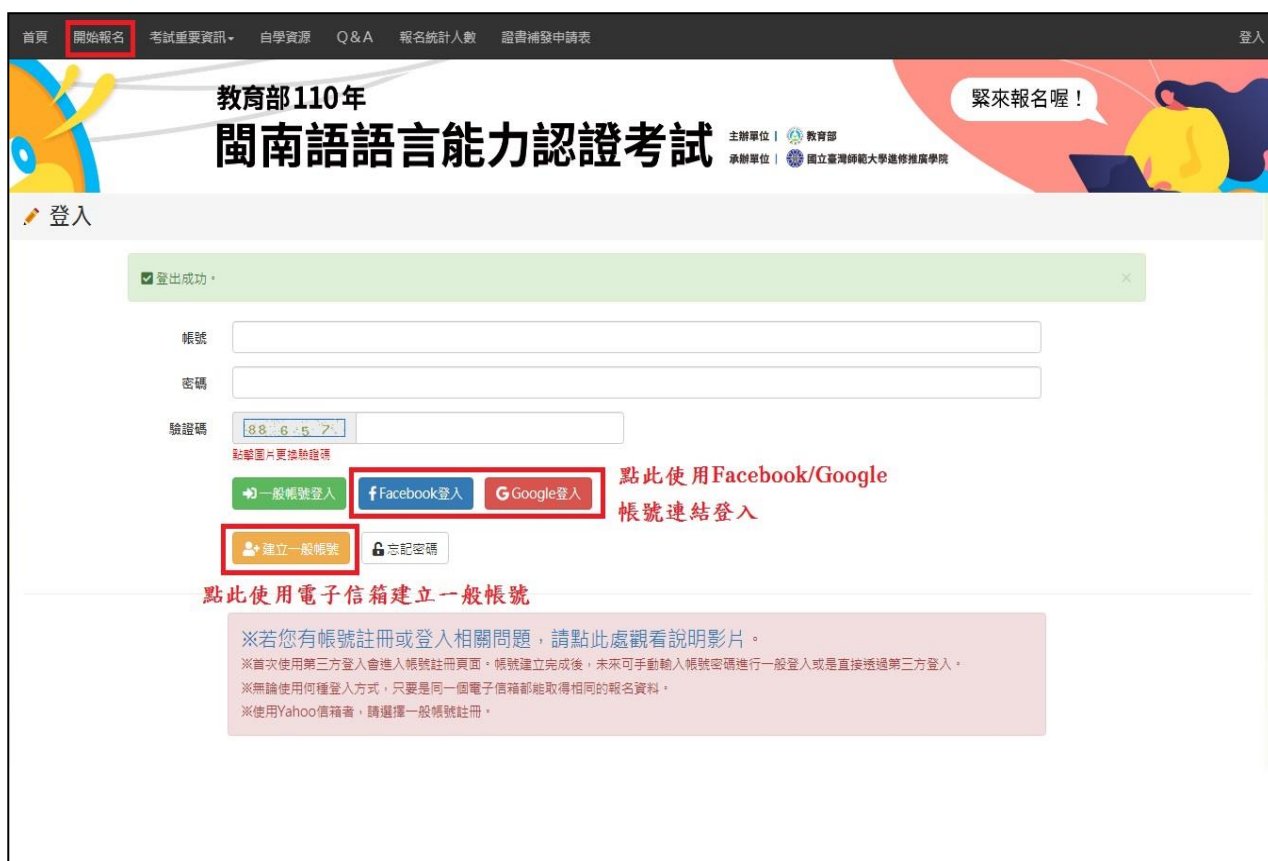 首頁 開始報名 考試重要資訊 自學資源 Q&A 報名統計人數 證書補發申請表 登入
教育部110年
閩南語語言能力認證考試
主辦單位 | 教育部
承辦單位 | 國立臺灣師範大學進修推廣學院
緊來報名喔！
登入
登出成功。 ×
帳號
密碼
驗證碼 88 6 5 7
點擊圖片更換驗證碼
一般帳號登入 Facebook登入 Google登入
點此使用Facebook/Google
帳號連結登入
建立一般帳號 忘記密碼
點此使用電子信箱建立一般帳號
※若您有帳號註冊或登入相關問題，請點此處觀看說明影片。
※首次使用第三方登入會進入帳號註冊頁面。帳號建立完成後，未來可手動輸入帳號密碼進行一般登入或是直接透過第三方登入。
※無論使用何種登入方式，只要是同一個電子信箱都能取得相同的報名資料。
※使用Yahoo信箱者，請選擇一般帳號註冊。